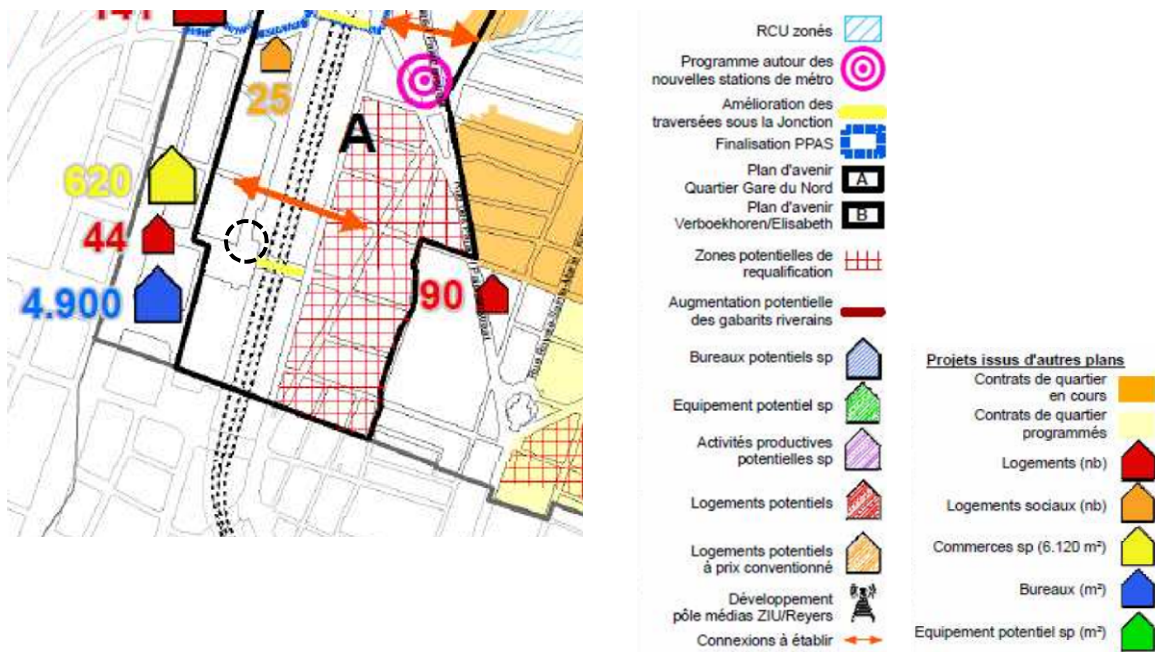 141
25
A
620
44
4.900
90
RCU zonés
Programme autour des
nouvelles stations de métro
Amélioration des
traversées sous la Jonction
Finalisation PPAS
Plan d'avenir
Quartier Gare du Nord
A
Plan d'avenir
Verboekhoren/Elisabeth
B
Zones potentielles de
requalification
Augmentation potentielle
des gabarits riverains
Bureaux potentiels sp
Equipement potentiel sp
Activités productives
potentielles sp
Logements potentiels
Logements potentiels
à prix conventionné
Développement
pôle médias ZIU/Reyers
Connexions à établir
Projets issus d'autres plans
Contrats de quartier
en cours
Contrats de quartier
programmés
Logements (nb)
Logements sociaux (nb)
Commerces sp (6.120 m²)
Bureaux (m²)
Equipement potentiel sp (m²)